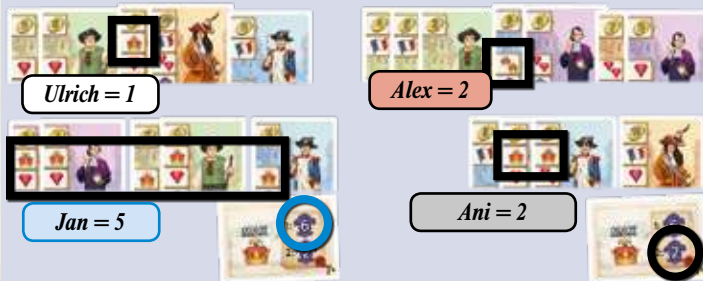 Ulrich = 1
Alex = 2
Jan = 5
Ani = 2